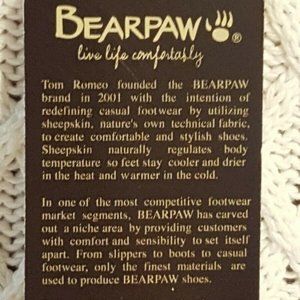 BEARPAW®
live life comfortably
Tom Romeo founded the BEARPAW
brand in 2001 with the intention of
redefining casual footwear by utilizing
sheepskin, nature's own technical fabric,
to create comfortable and stylish shoes.
Sheepskin naturally regulates body
temperature so feet stay cooler and drier
in the heat and warmer in the cold.
In one of the most competitive footwear
market segments, BEARPAW has carved
out a niche area by providing customers
with comfort and sensibility to set itself
apart. From slippers to boots to casual
footwear, only the finest materials are
used to produce BEARPAW shoes.